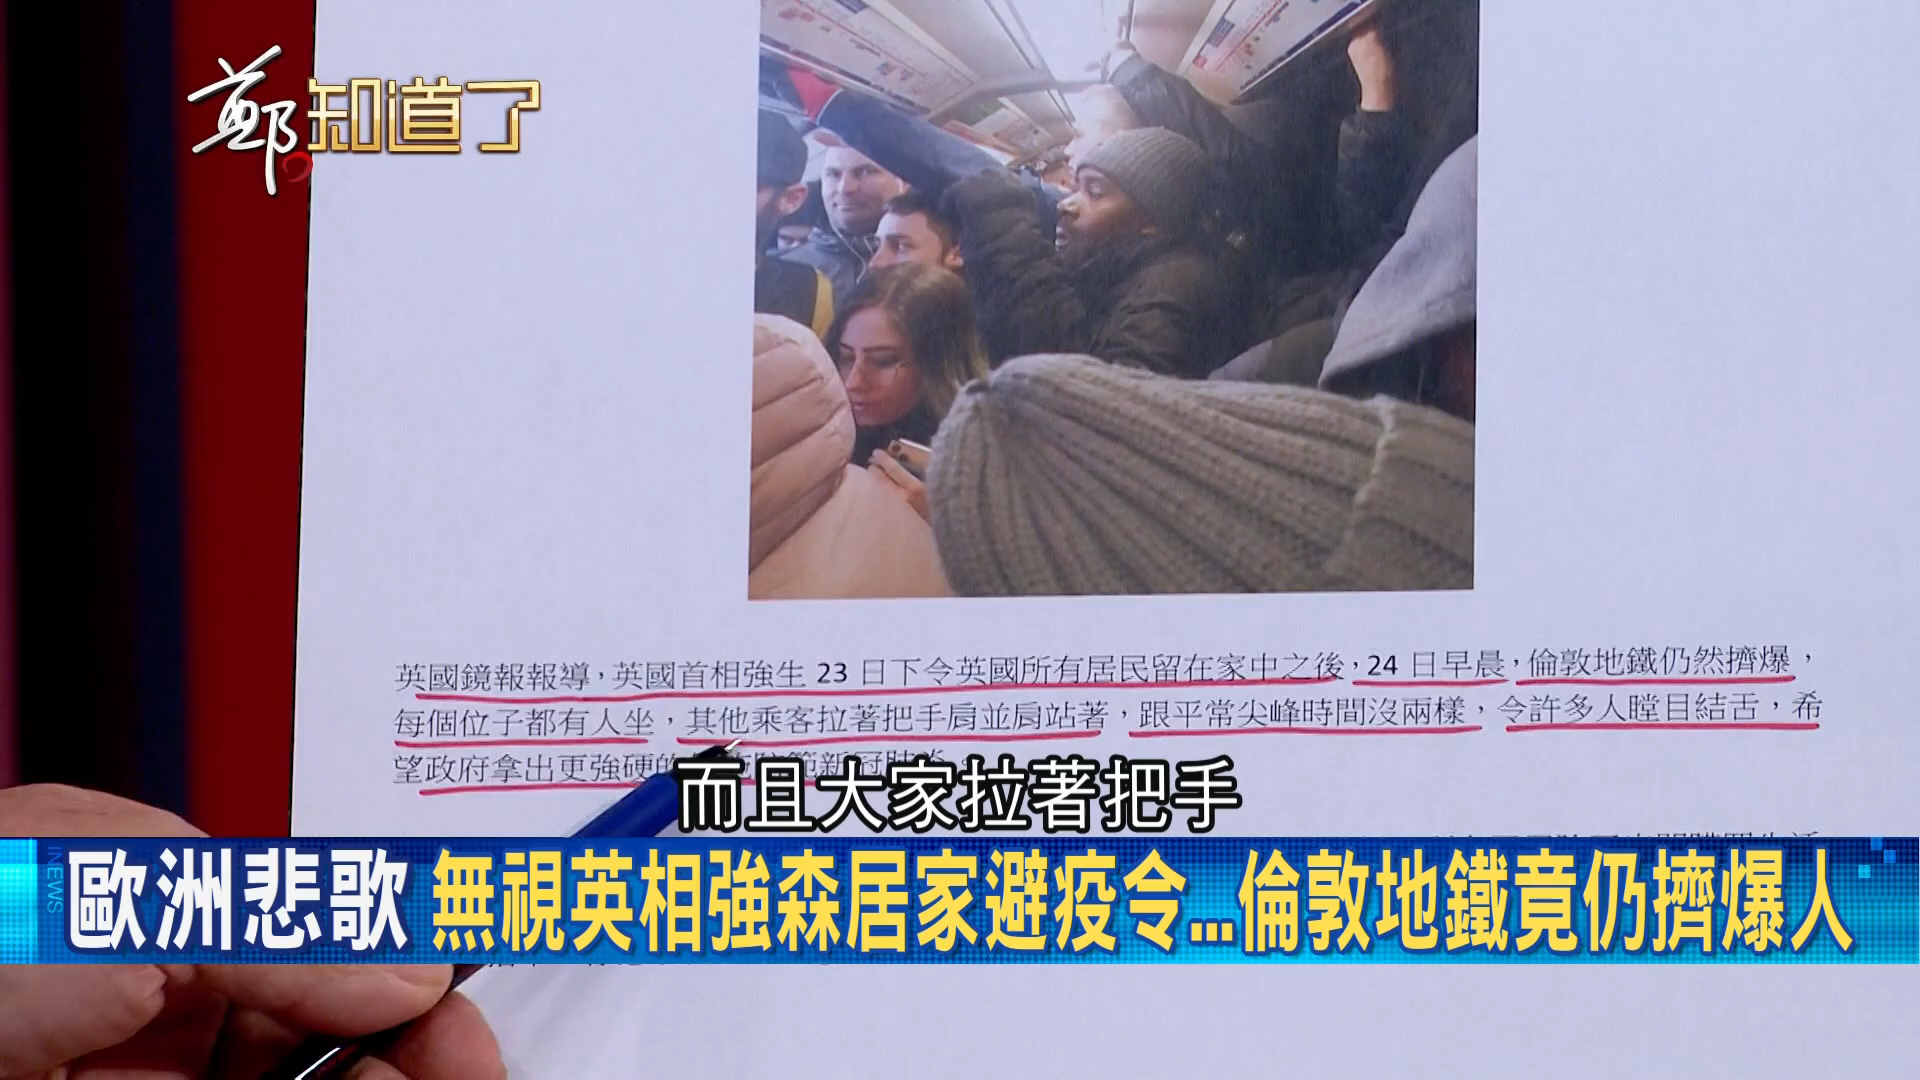 鄭知道了
英國鏡報報導，英國首相強生 23 日下令英國所有居民留在家中之後，24 日早晨，倫敦地鐵仍然擠爆，
每個位子都有人坐，其他乘客拉著把手肩並肩站著，跟平常尖峰時間沒兩樣，令許多人瞠目結舌，希
望政府拿出更強硬的
新冠肺炎
而且大家拉著把手
INEWS
歐洲悲歌 無視英相強森居家避疫令...倫敦地鐵竟仍擠爆人